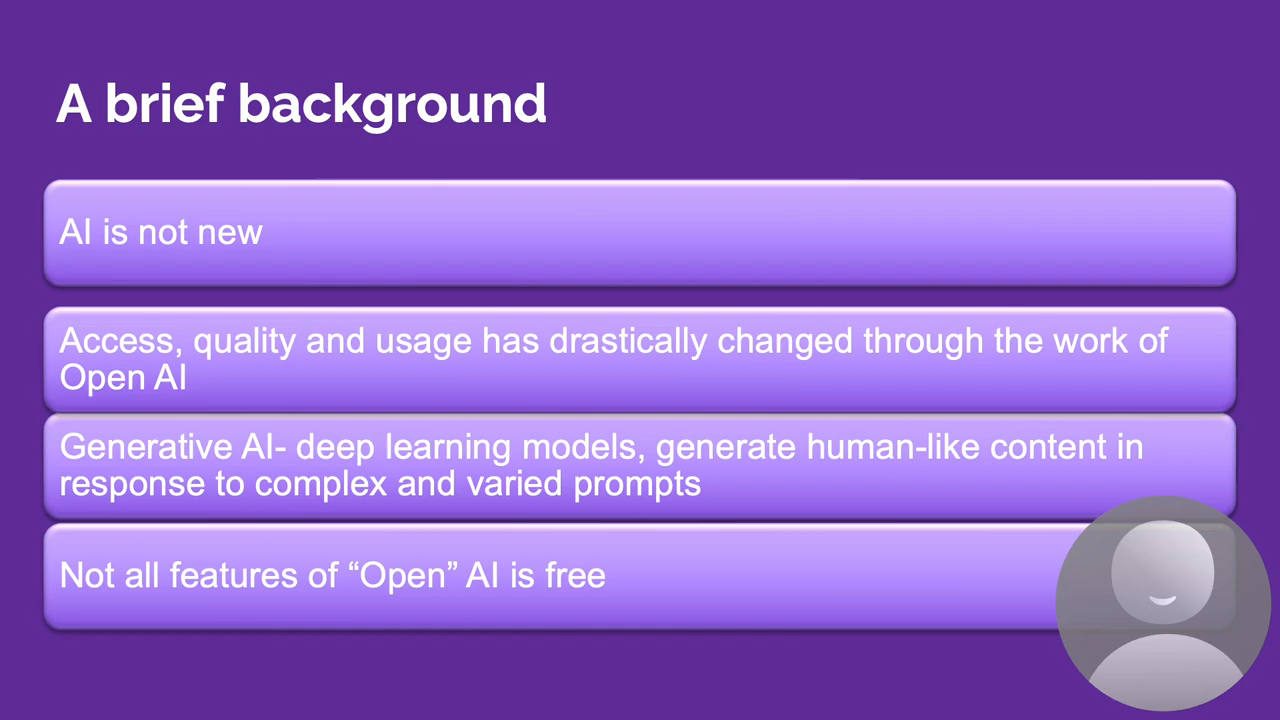 A brief background
AI is not new
Access, quality and usage has drastically changed through the work of
Open AI
Generative AI- deep learning models, generate human-like content in
response to complex and varied prompts
Not all features of “Open” AI is free